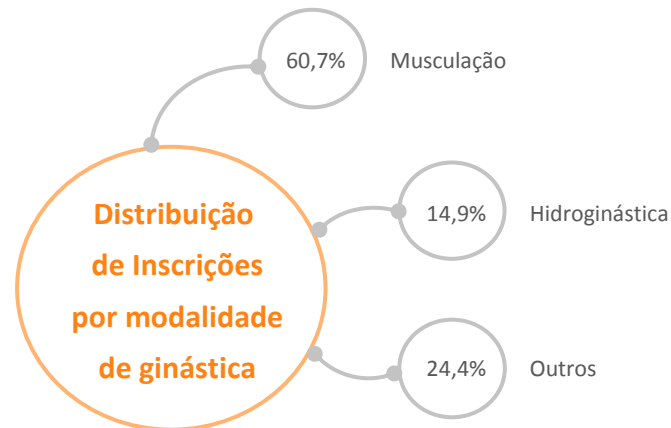 60,7% Musculação
Distribuição
de Inscrições
por modalidade
de ginástica
14,9% Hidroginástica
24,4% Outros